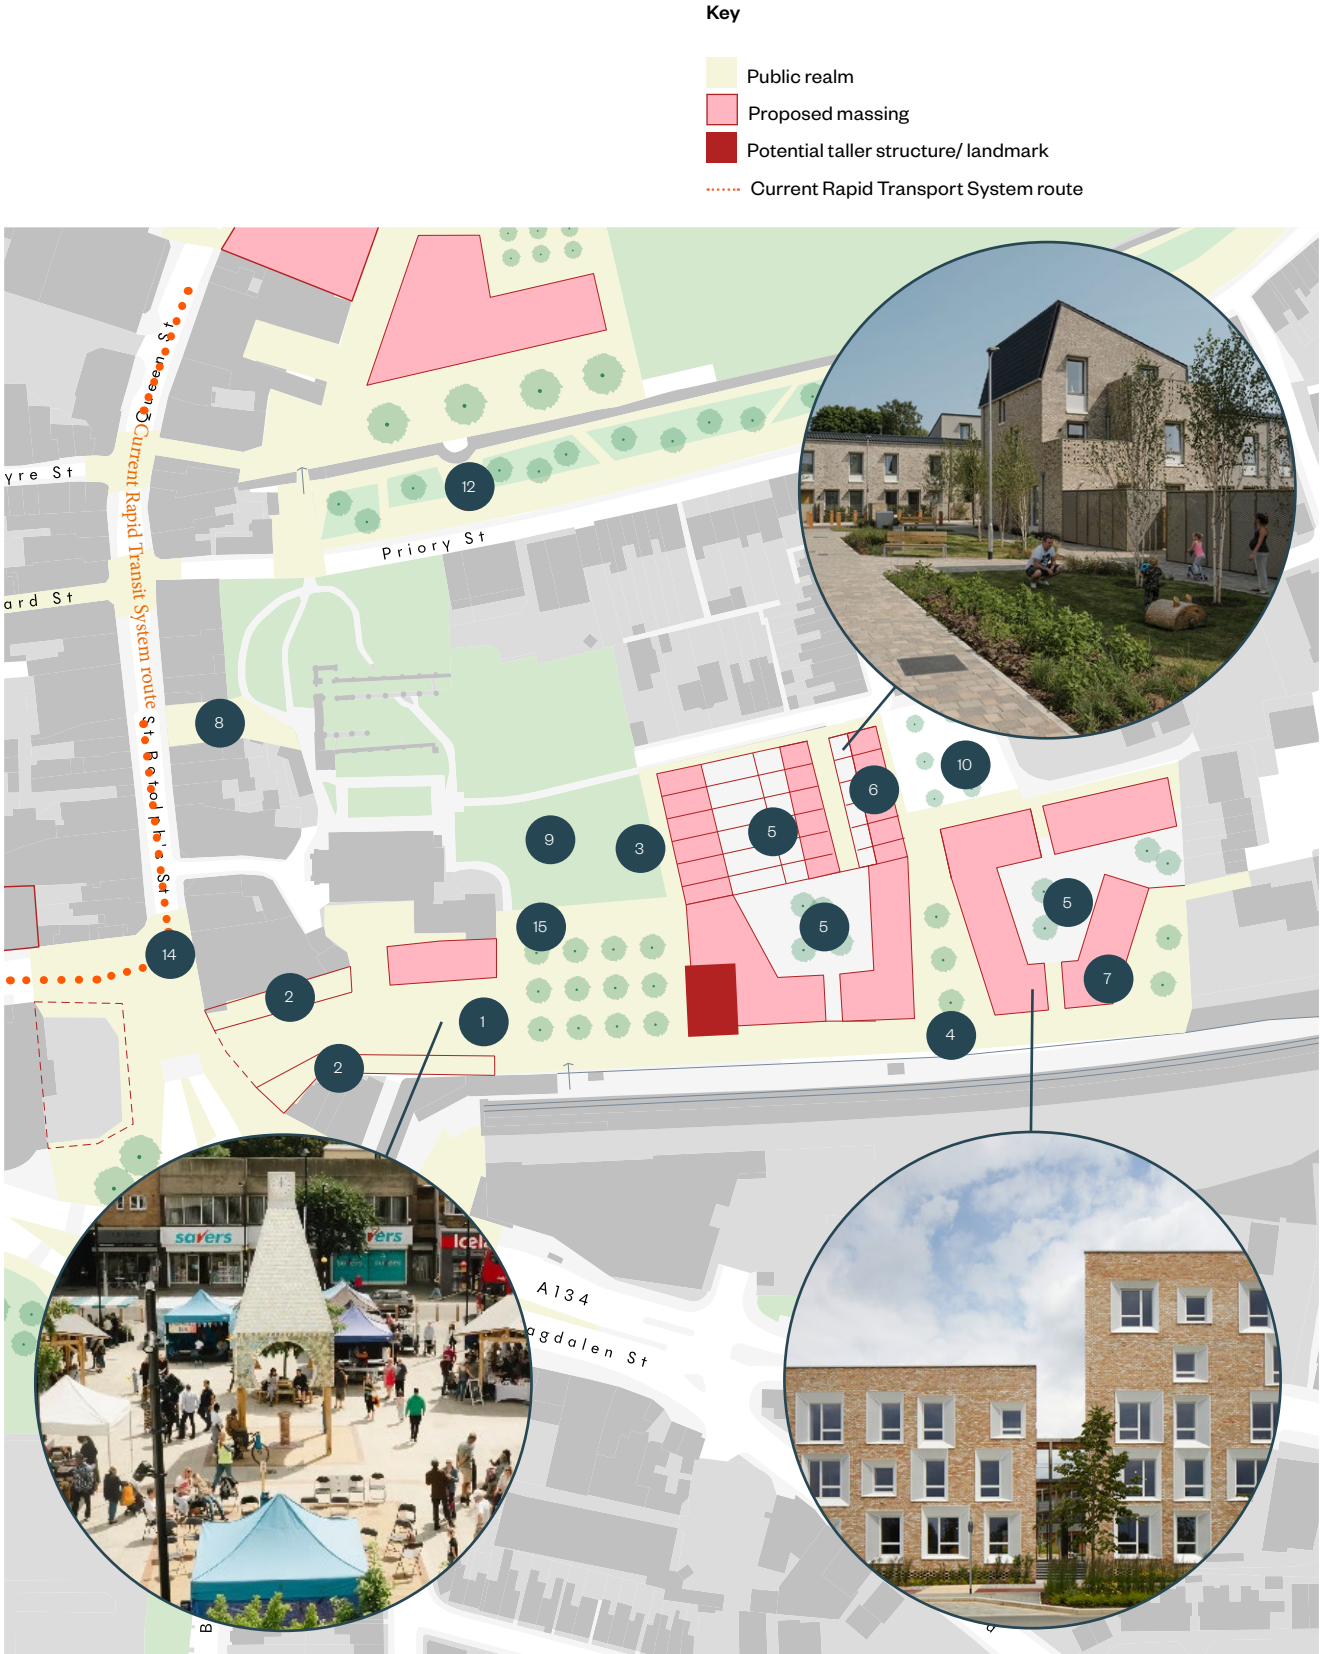 Key
Public realm
Proposed massing
Potential taller structure/ landmark
Current Rapid Transport System route
Queen St
Current Rapid Transit System route
yre St
12
Priory St
ard St
8
St Botolph's St
10
6
5
9
3
5
5
15
14
7
2
1
4
2
savers
Icel
A134
agdalen St
B